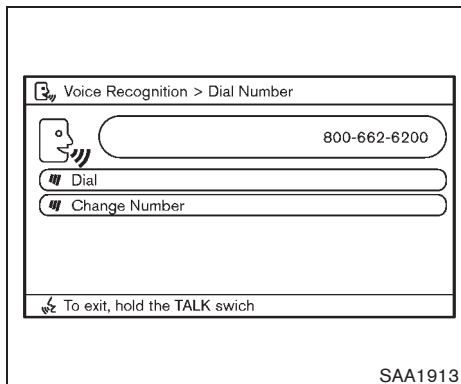 Voice Recognition > Dial Number
800-662-6200
Dial
Change Number
To exit, hold the TALK swich
SAA1913